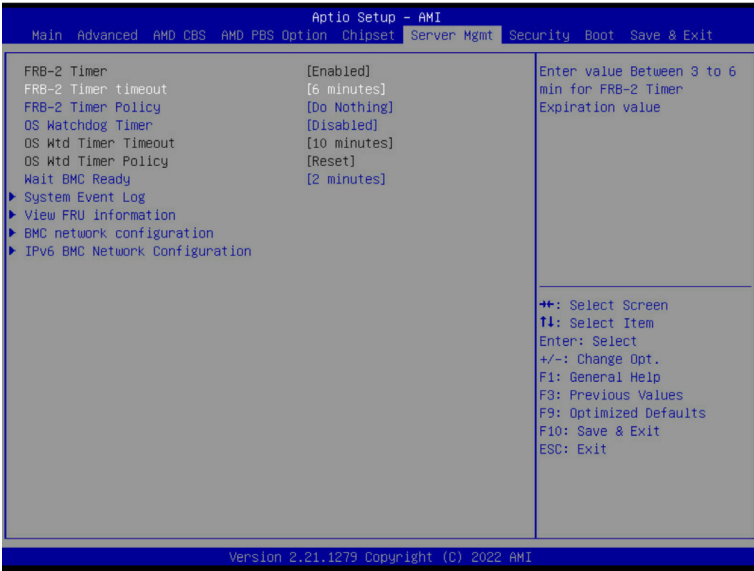 Aptio Setup – AMI
Main Advanced AMD CBS AMD PBS Option Chipset Server Mgmt Security Boot Save & Exit
FRB-2 Timer [Enabled]
FRB-2 Timer timeout [6 minutes]
FRB-2 Timer Policy [Do Nothing]
OS Watchdog Timer [Disabled]
OS Wtd Timer Timeout [10 minutes]
OS Wtd Timer Policy [Reset]
Wait BMC Ready [2 minutes]
▶ System Event Log
▶ View FRU information
▶ BMC network configuration
▶ IPv6 BMC Network Configuration
Enter value Between 3 to 6
min for FRB-2 Timer
Expiration value
→←: Select Screen
↑↓: Select Item
Enter: Select
+/-: Change Opt.
F1: General Help
F3: Previous Values
F9: Optimized Defaults
F10: Save & Exit
ESC: Exit
Version 2.21.1279 Copyright (C) 2022 AMI